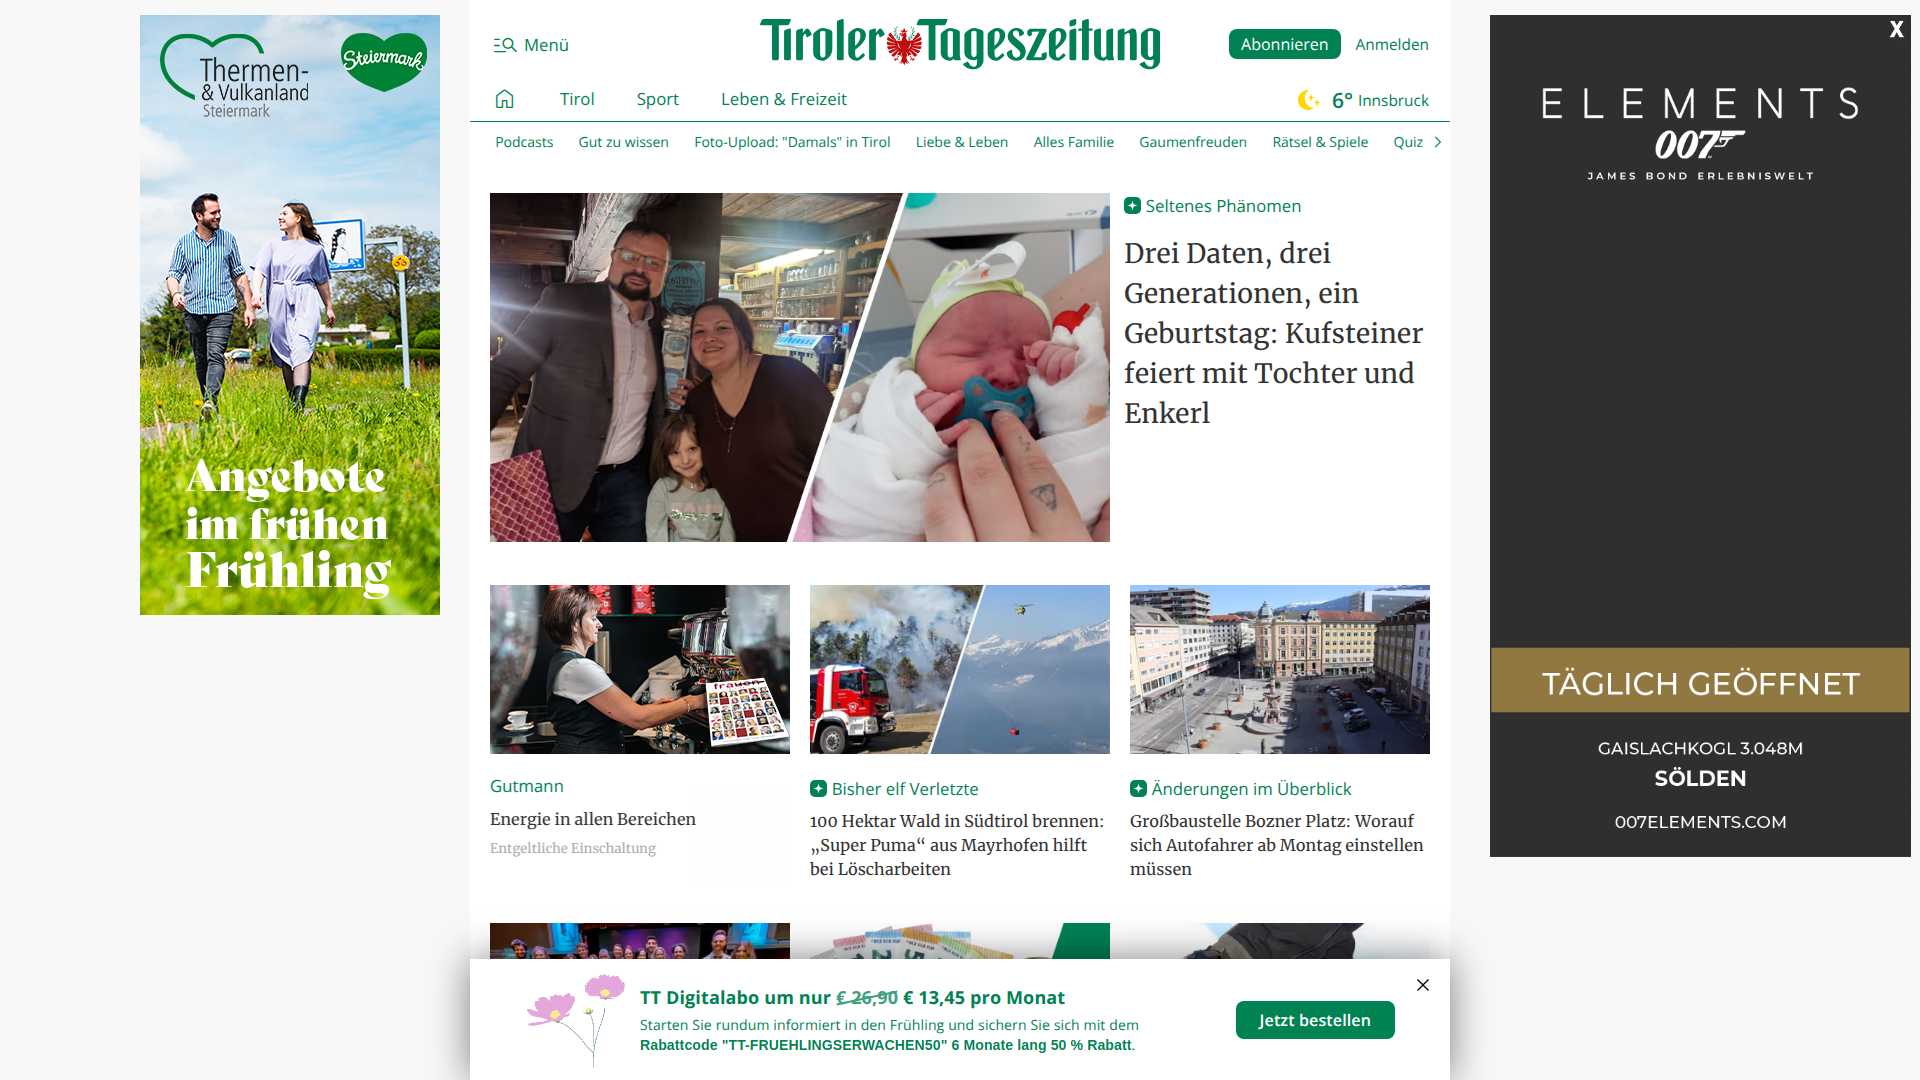 Thermen-
& Vulkanland
Steiermark
Steiermark
Angebote
im frühen
Frühling
Menü
Tiroler Tageszeitung
Abonnieren
Anmelden
Tirol
Sport
Leben & Freizeit
6° Innsbruck
Podcasts
Gut zu wissen
Foto-Upload: "Damals" in Tirol
Liebe & Leben
Alles Familie
Gaumenfreuden
Rätsel & Spiele
Quiz
Seltenes Phänomen
Drei Daten, drei
Generationen, ein
Geburtstag: Kufsteiner
feiert mit Tochter und
Enkerl
frauen
Gutmann
Energie in allen Bereichen
Entgeltliche Einschaltung
Bisher elf Verletzte
100 Hektar Wald in Südtirol brennen:
„Super Puma“ aus Mayrhofen hilft
bei Löscharbeiten
Änderungen im Überblick
Großbaustelle Bozner Platz: Worauf
sich Autofahrer ab Montag einstellen
müssen
TT Digitalabo um nur € 26,90 € 13,45 pro Monat
Starten Sie rundum informiert in den Frühling und sichern Sie sich mit dem
Rabattcode "TT-FRUEHLINGSERWACHEN50" 6 Monate lang 50 % Rabatt.
Jetzt bestellen
X
ELEMENTS
007
JAMES BOND ERLEBNISWELT
TÄGLICH GEÖFFNET
GAISLACHKOGL 3.048M
SÖLDEN
007ELEMENTS.COM